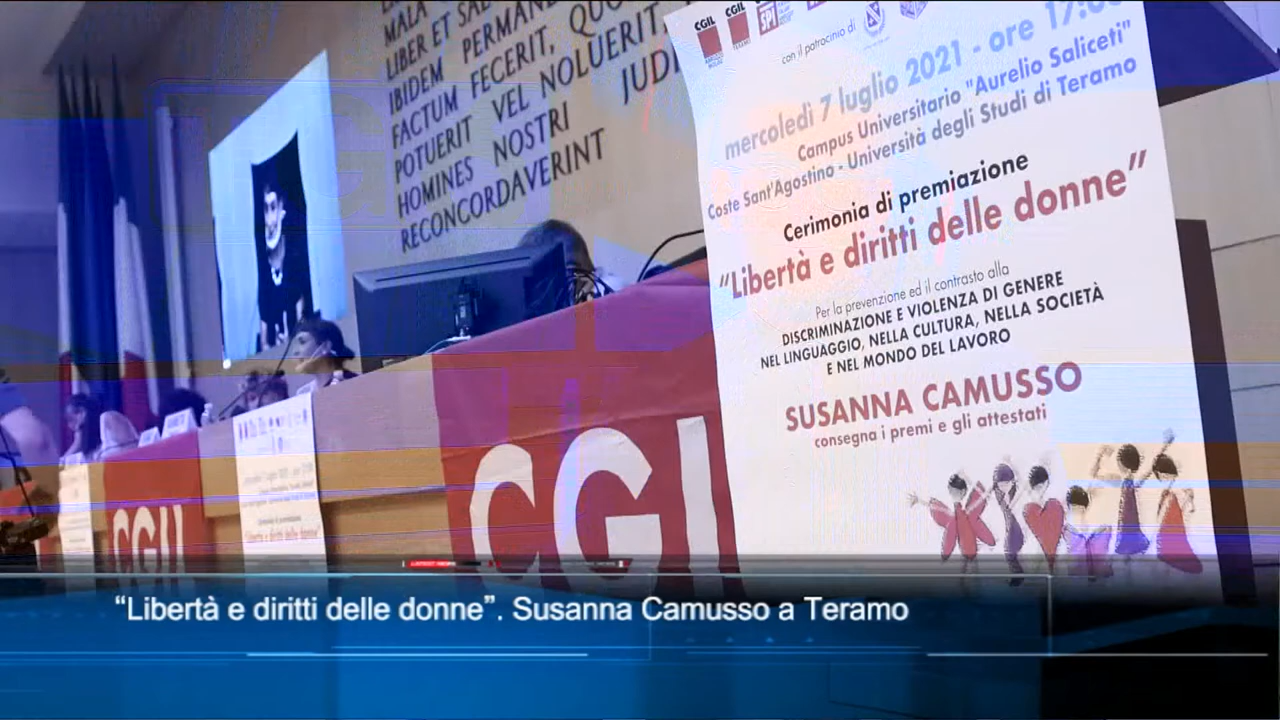 MALA
LIBER ET
IBIDEM PERMAN
FACTUM FECERIT, QUO
POTUERIT VEL NOLUERIT,
HOMINES NOSTRI JUDI
RECONCORDAVERINT
CGIL CGIL SPI
TERAMO
con il patrocinio di
mercoledì 7 luglio 2021 - ore 17:
Campus Universitario "Aurelio Saliceti"
Coste Sant'Agostino - Università degli Studi di Teramo
Cerimonia di premiazione
"Libertà e diritti delle donne"
Per la prevenzione ed il contrasto alla
DISCRIMINAZIONE E VIOLENZA DI GENERE
NEL LINGUAGGIO, NELLA CULTURA, NELLA SOCIETÀ
E NEL MONDO DEL LAVORO
SUSANNA CAMUSSO
consegna i premi e gli attestati
CGIL
CGIL
"Libertà e diritti delle donne"
“Libertà e diritti delle donne”. Susanna Camusso a Teramo